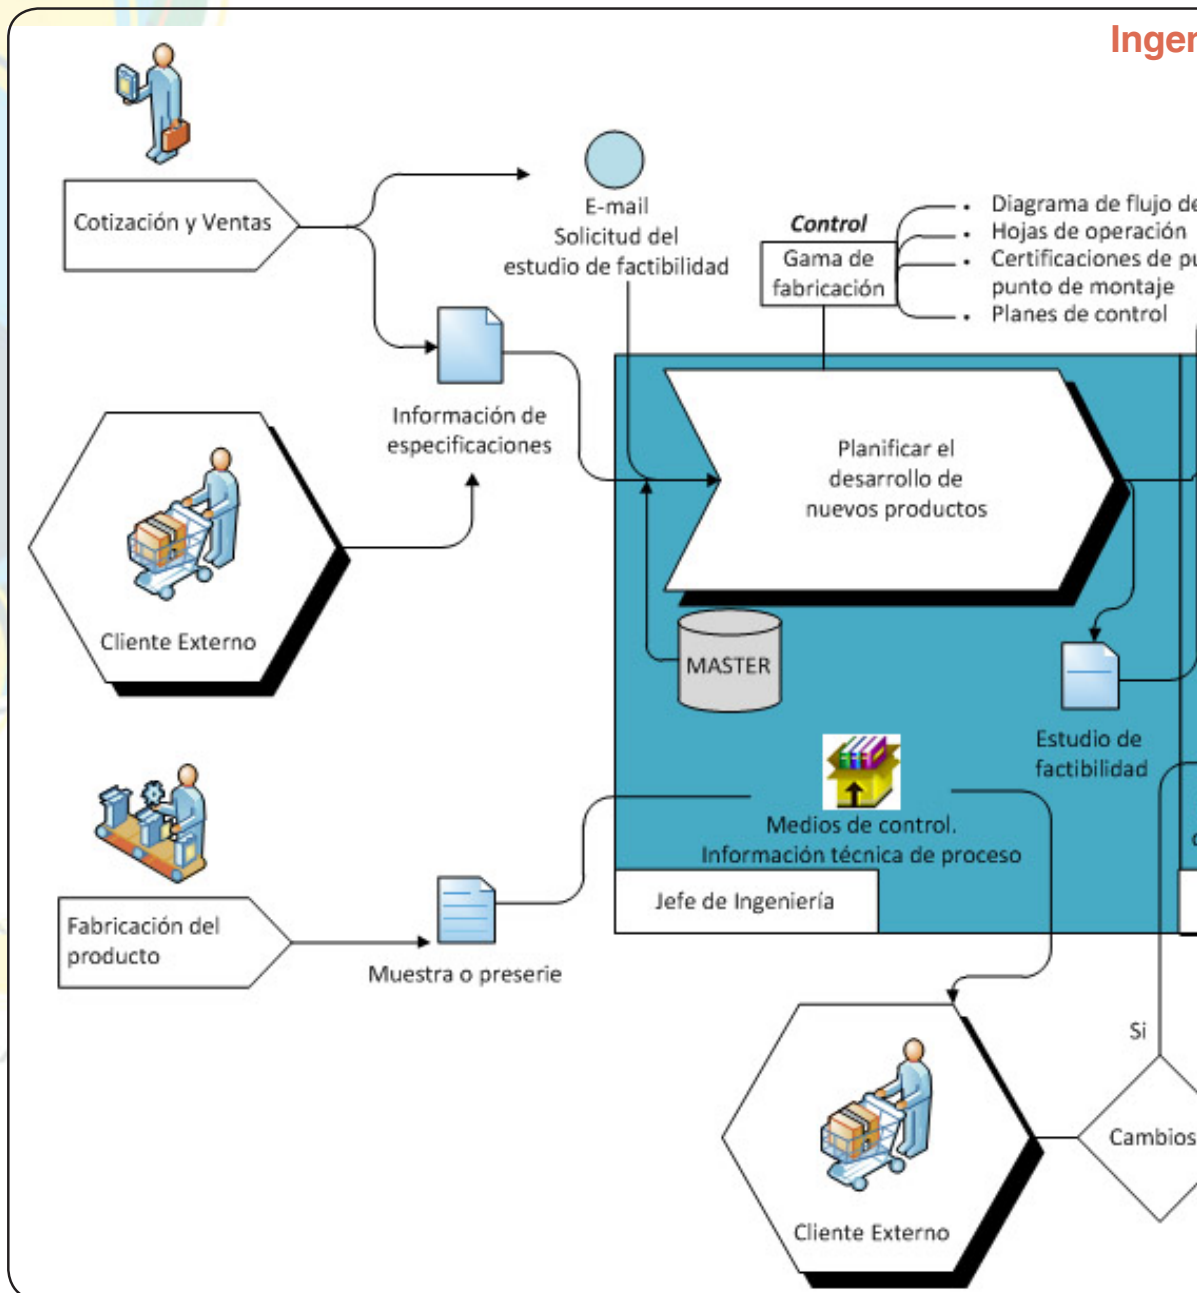 Cotización y Ventas
E-mail
Solicitud del
estudio de factibilidad
Control
Gama de
fabricación
• Diagrama de flujo
• Hojas de operación
• Certificaciones de
punto de montaje
• Planes de control
Información de
especificaciones
Planificar el
desarrollo de
nuevos productos
Cliente Externo
MASTER
Estudio de
factibilidad
Medios de control.
Información técnica de proceso
Jefe de Ingeniería
Fabricación del
producto
Muestra o preserie
Si
Cambios
Cliente Externo